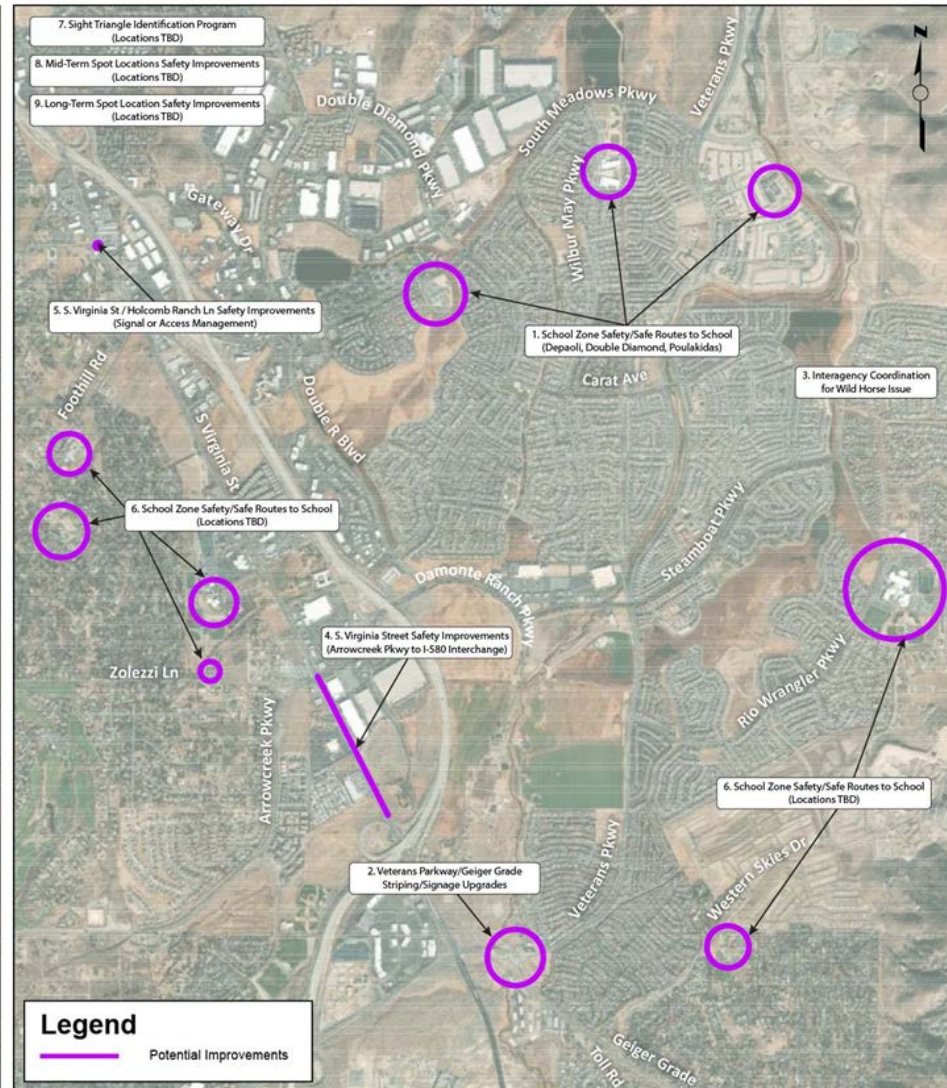 7. Sight Triangle Identification Program
(Locations TBD)
8. Mid-Term Spot Locations Safety Improvements
(Locations TBD)
9. Long-Term Spot Location Safety Improvements
(Locations TBD)
Double Diamond Pkwy
South Meadows Pkwy
Veterans Pkwy
N
Gateway Dr
Wilbur May Pkwy
5. S. Virginia St / Holcomb Ranch Ln Safety Improvements
(Signal or Access Management)
1. School Zone Safety/Safe Routes to School
(Depaoli, Double Diamond, Poulakidas)
Carat Ave
3. Interagency Coordination
for Wild Horse Issue
Foothill Rd
S Virginia St
Double R Blvd
6. School Zone Safety/Safe Routes to School
(Locations TBD)
Steamboat Pkwy
Damonte Ranch Pkwy
4. S. Virginia Street Safety Improvements
(Arrowcreek Pkwy to I-580 Interchange)
Zolezzi Ln
Arrowcreek Pkwy
Rio Wrangler Pkwy
6. School Zone Safety/Safe Routes to School
(Locations TBD)
2. Veterans Parkway/Geiger Grade
Striping/Signage Upgrades
Veterans Pkwy
Western Skies Dr
Legend
Potential Improvements
Geiger Grade
Toll Rd